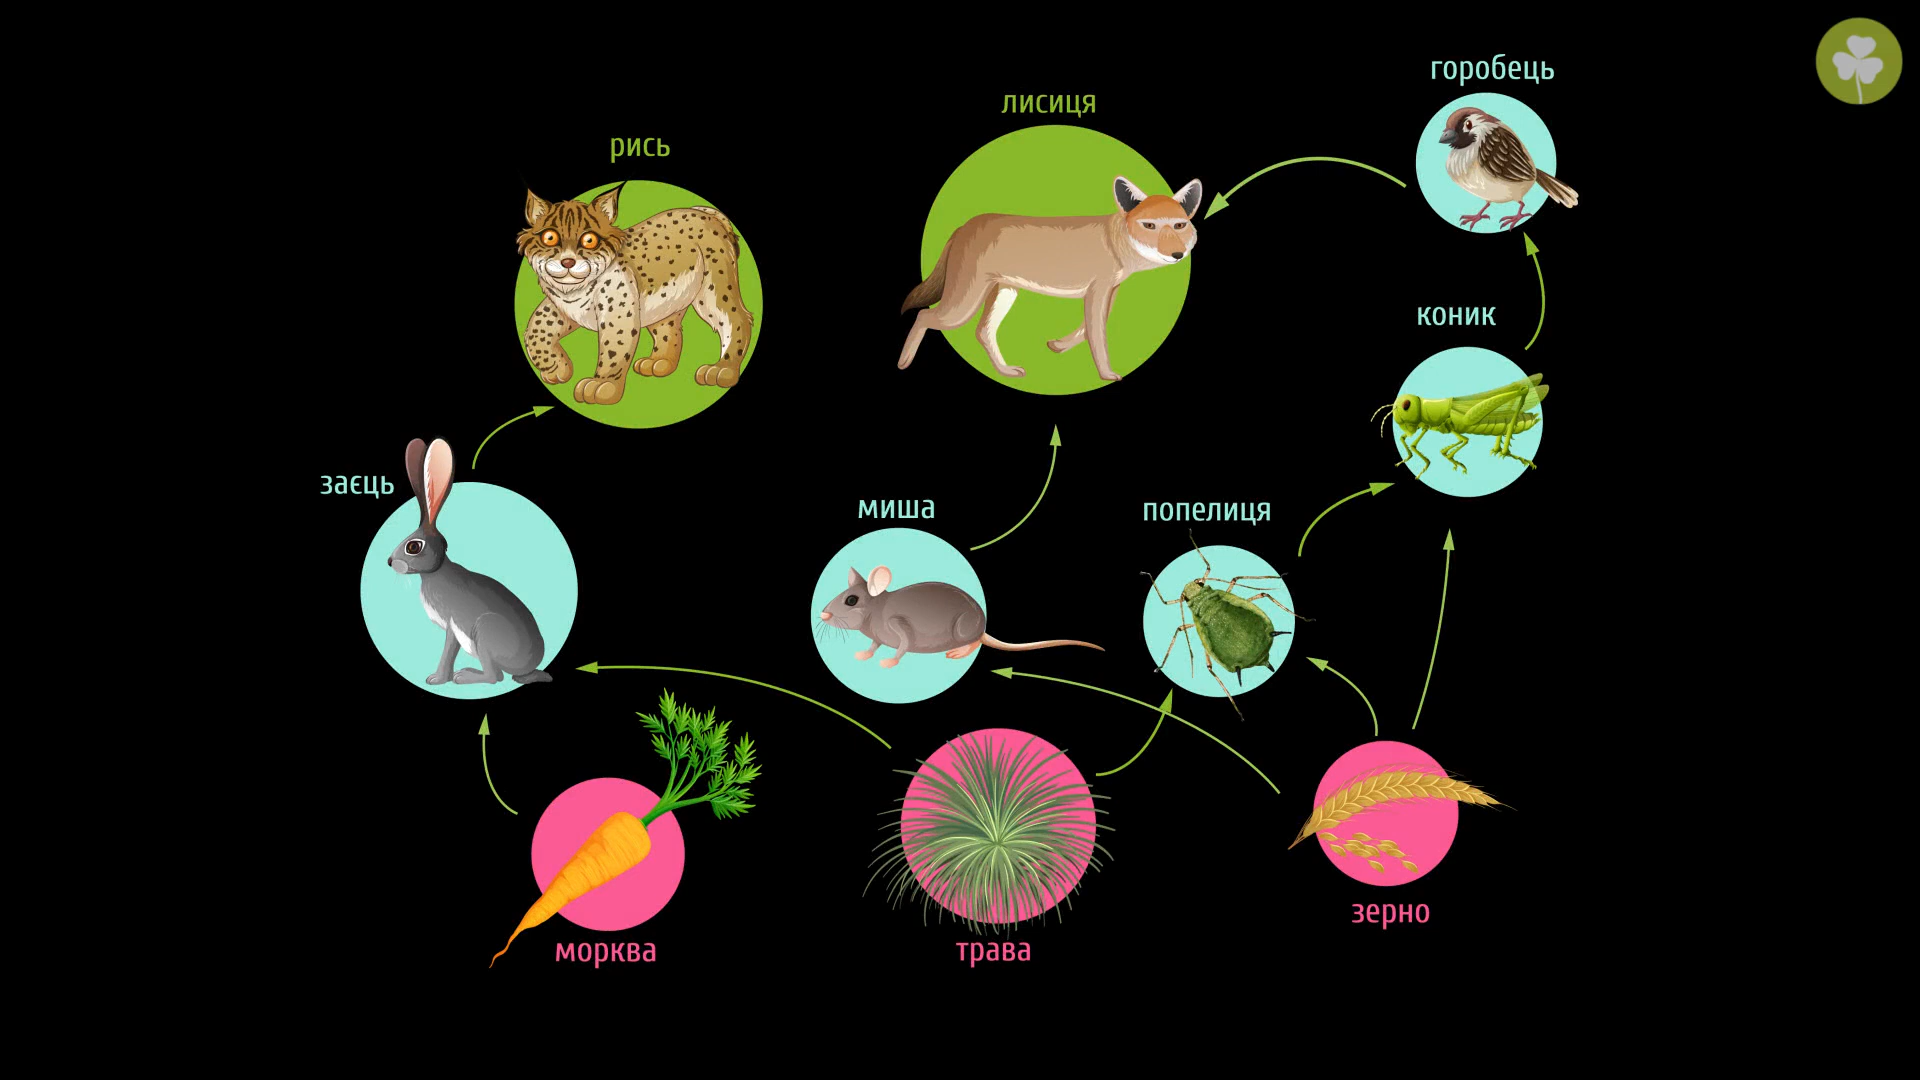 горобець
лисиця
рись
коник
заєць
миша
попелиця
зерно
морква
трава